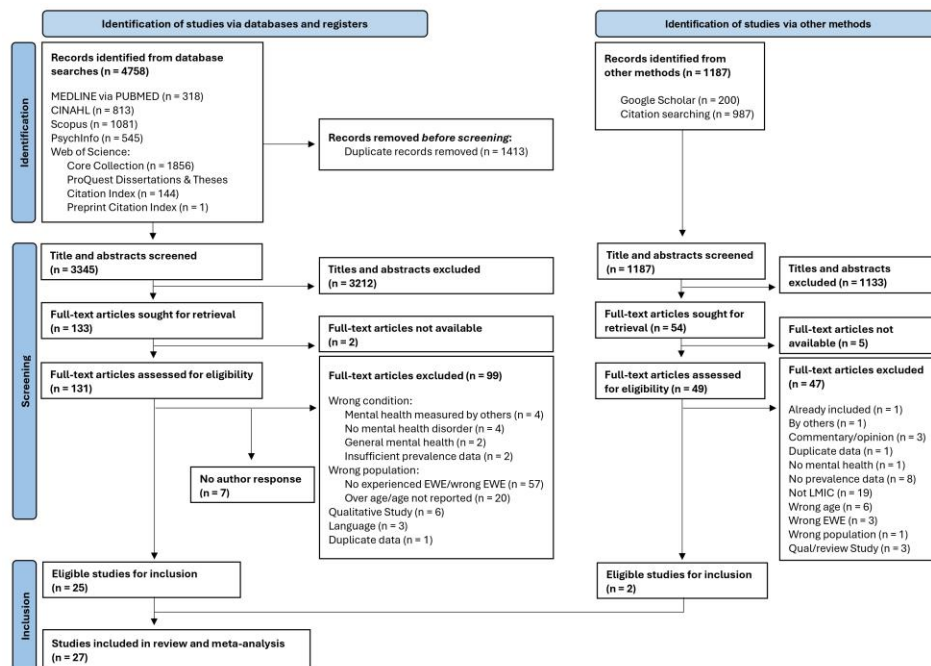 Identification of studies via databases and registers
Identification of studies via other methods
Identification
Records identified from database
searches (n = 4758)
MEDLINE via PUBMED (n = 318)
CINAHL (n = 813)
Scopus (n = 1081)
PsychInfo (n = 545)
Web of Science:
Core Collection (n = 1856)
ProQuest Dissertations & Theses
Citation Index (n = 144)
Preprint Citation Index (n = 1)
Records removed before screening:
Duplicate records removed (n = 1413)
Records identified from
other methods (n = 1187)
Google Scholar (n = 200)
Citation searching (n = 987)
Screening
Title and abstracts screened
(n = 3345)
Titles and abstracts excluded
(n = 3212)
Full-text articles sought for retrieval
(n = 133)
Full-text articles not available
(n = 2)
Full-text articles assessed for eligibility
(n = 131)
Full-text articles excluded (n = 99)
Wrong condition:
Mental health measured by others (n = 4)
No mental health disorder (n = 4)
General mental health (n = 2)
Insufficient prevalence data (n = 2)
Wrong population:
No experienced EWE/wrong EWE (n = 57)
Over age/age not reported (n = 20)
Qualitative Study (n = 6)
Language (n = 3)
Duplicate data (n = 1)
No author response
(n = 7)
Title and abstracts screened
(n = 1187)
Titles and abstracts
excluded (n = 1133)
Full-text articles sought for
retrieval (n = 54)
Full-text articles not
available (n = 5)
Full-text articles assessed
for eligibility (n = 49)
Full-text articles excluded
(n = 47)
Already included (n = 1)
By others (n = 1)
Commentary/opinion (n = 3)
Duplicate data (n = 1)
No mental health (n = 1)
No prevalence data (n = 8)
Not LMIC (n = 19)
Wrong age (n = 6)
Wrong EWE (n = 3)
Wrong population (n = 1)
Qual/review Study (n = 3)
Inclusion
Eligible studies for inclusion
(n = 25)
Eligible studies for inclusion
(n = 2)
Studies included in review and meta-analysis
(n = 27)